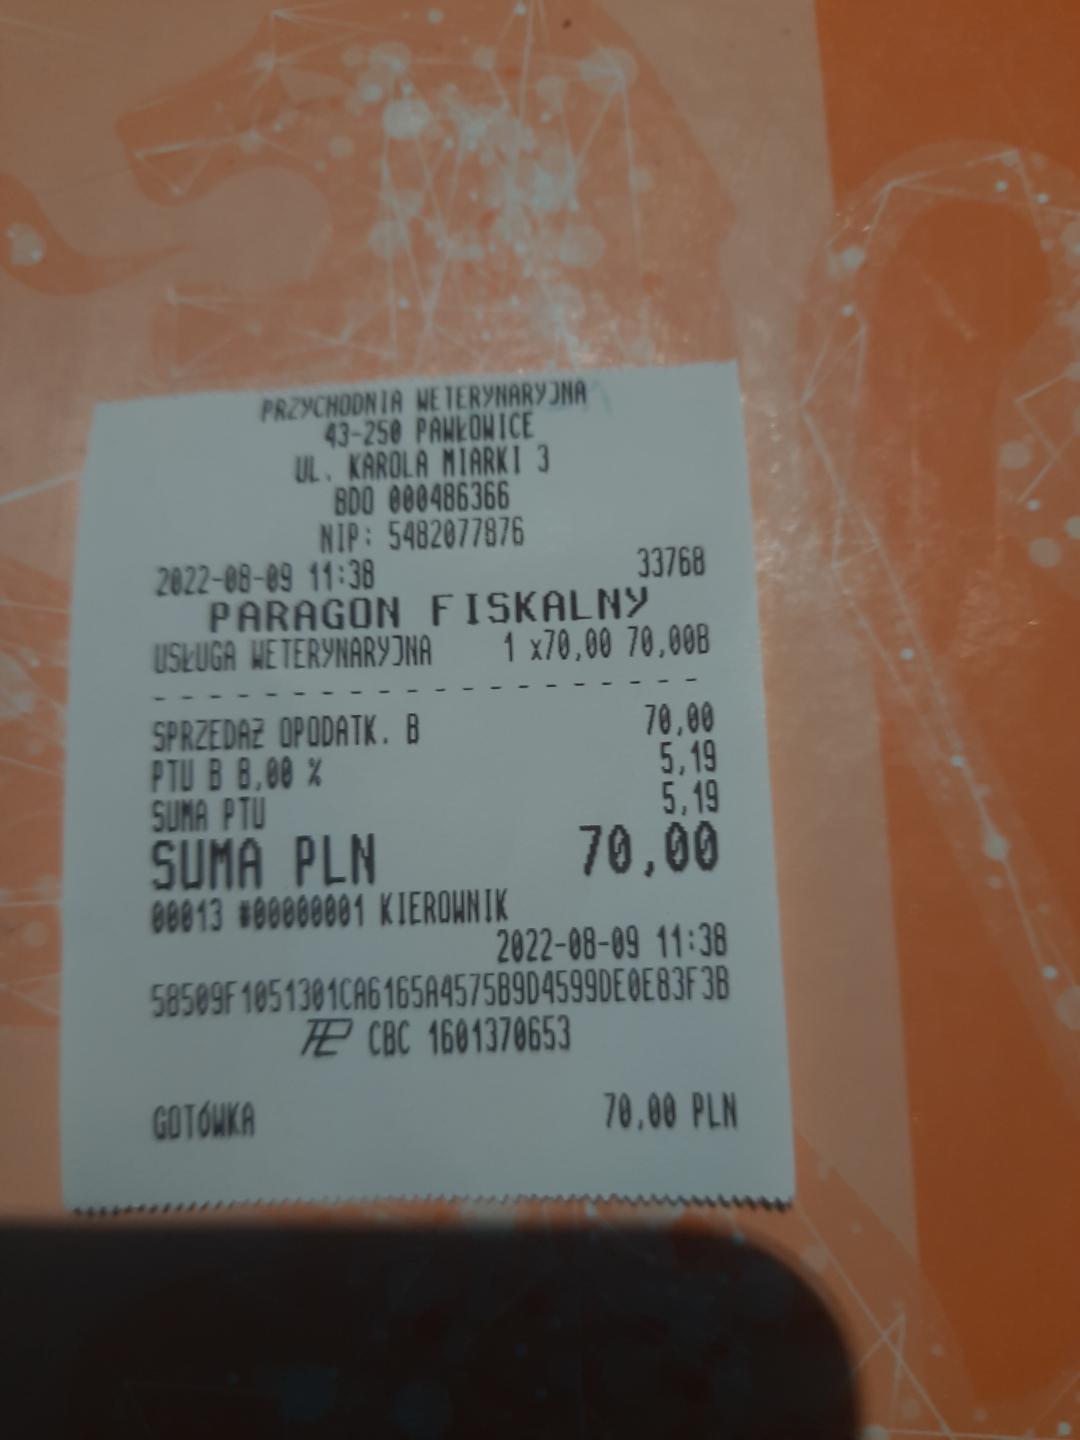 PRZYCHODNIA WETERYNARYJNA
43-250 PAWŁOWICE
UL. KAROLA MIARKI 3
BDO 000486366
NIP: 5482077876
2022-08-09 11:38 33768
PARAGON FISKALNY
USŁUGA WETERYNARYJNA 1 x70,00 70,00B
- - - - - - - - - - - - - - - - - - - -
SPRZEDAŻ OPODATK. B 70,00
PTU B 8,00 % 5,19
SUMA PTU 5,19
SUMA PLN 70,00
00013 #00000001 KIEROWNIK
2022-08-09 11:38
58509F1051301CA6165A4575B9D4599DE0E83F3B
CBC 1601370653
GOTÓWKA 70,00 PLN